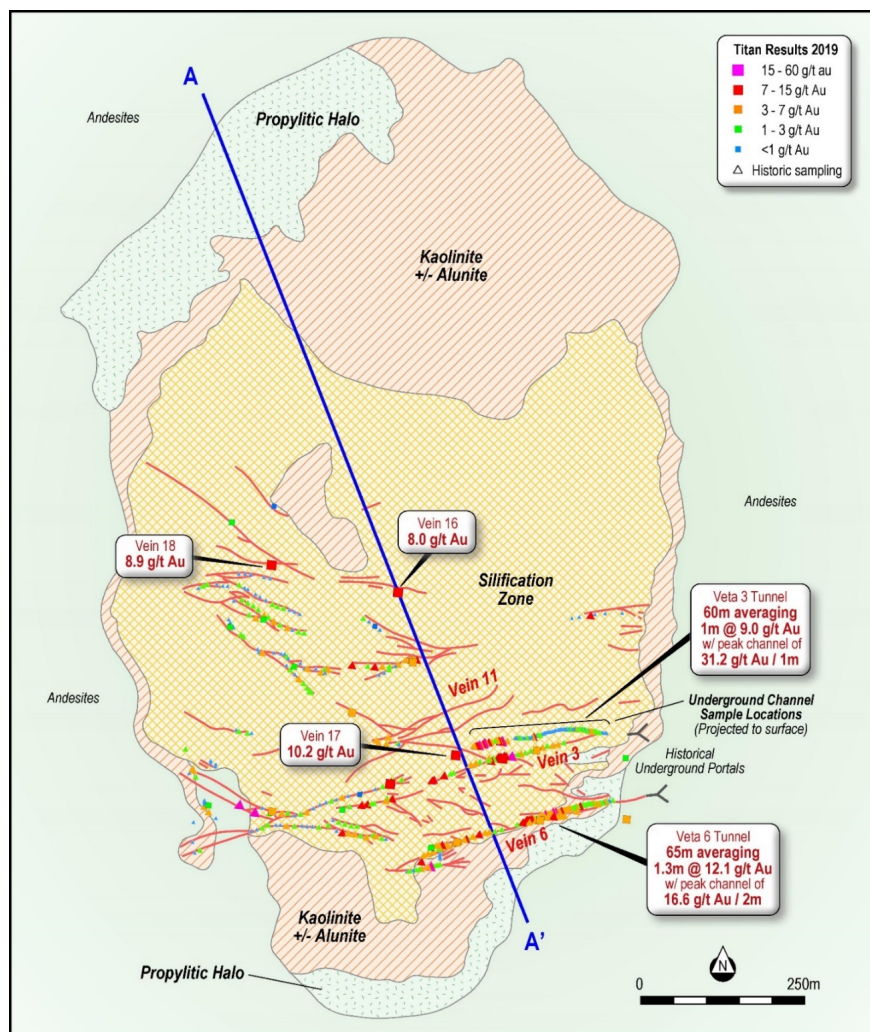 Titan Results 2019
15 - 60 g/t au
7 - 15 g/t Au
3 - 7 g/t Au
1 - 3 g/t Au
<1 g/t Au
Historic sampling
A
Andesites
Propylitic Halo
Kaolinite
+/- Alunite
Andesites
Vein 18
8.9 g/t Au
Vein 16
8.0 g/t Au
Silification
Zone
Veta 3 Tunnel
60m averaging
1m @ 9.0 g/t Au
w/ peak channel of
31.2 g/t Au / 1m
Andesites
Vein 11
Underground Channel
Sample Locations
(Projected to surface)
Vein 17
10.2 g/t Au
Vein 3
Historical
Underground Portals
Vein 6
Veta 6 Tunnel
65m averaging
1.3m @ 12.1 g/t Au
w/ peak channel of
16.6 g/t Au / 2m
Kaolinite
+/- Alunite
A'
Propylitic Halo
N
0
250m